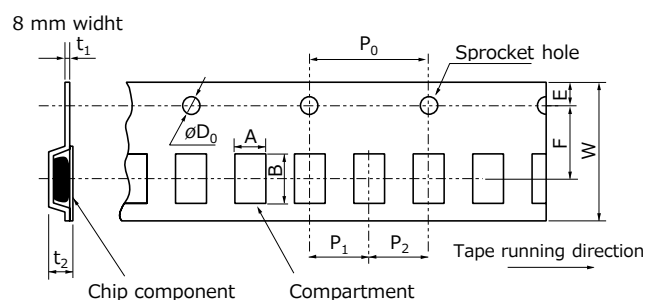 8 mm widht
t1
P0
Sprocket hole
E
øD0
A
F
W
B
t2
P1
P2
Tape running direction
Chip component
Compartment